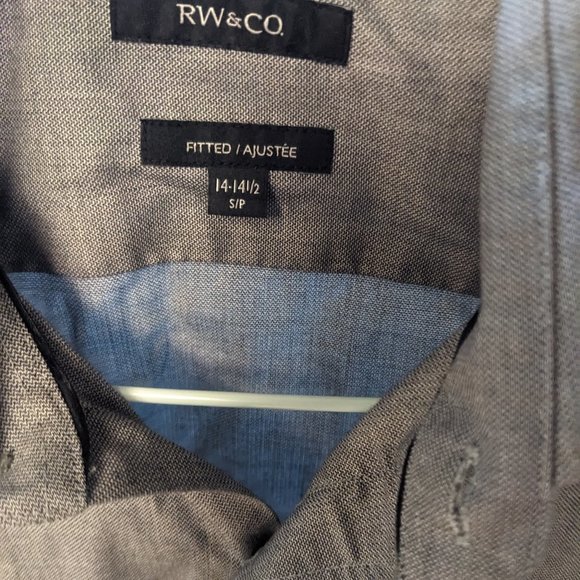 RW&CO.
FITTED / AJUSTÉE
14-14 1/2
S/P